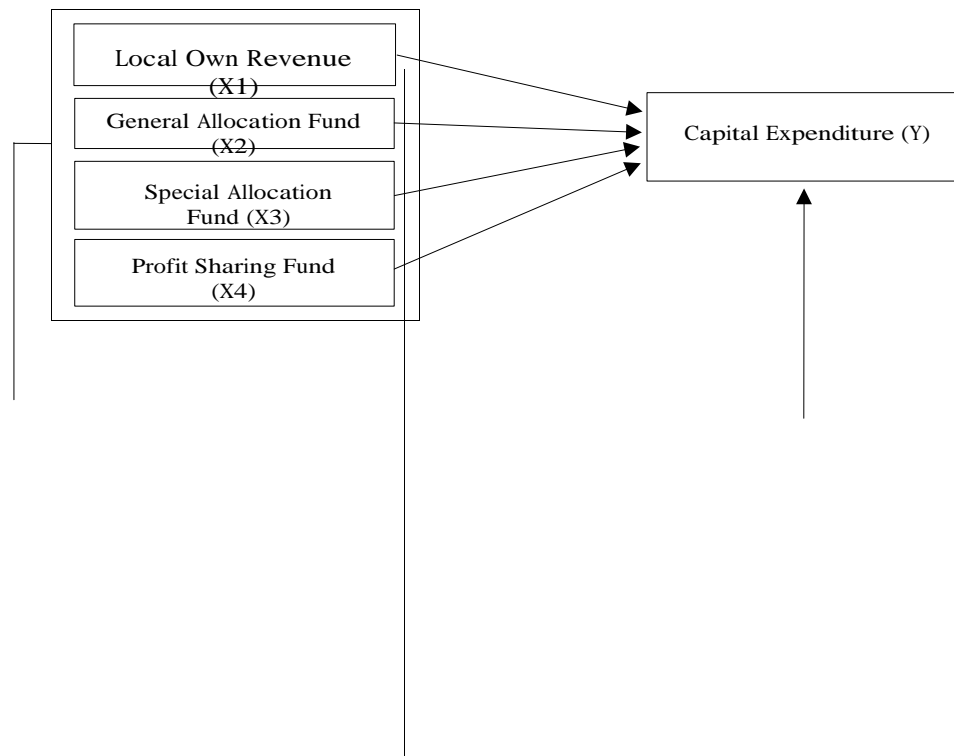 Local Own Revenue
(X1)
General Allocation Fund
(X2)
Special Allocation
Fund (X3)
Profit Sharing Fund
(X4)
Capital Expenditure (Y)